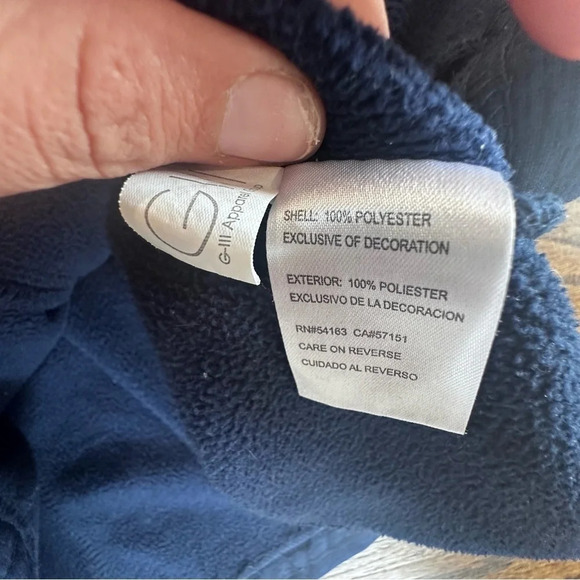 G-III Apparel
SHELL: 100% POLYESTER
EXCLUSIVE OF DECORATION
EXTERIOR: 100% POLIESTER
EXCLUSIVO DE LA DECORACION
RN#54163 CA#57151
CARE ON REVERSE
CUIDADO AL REVERSO